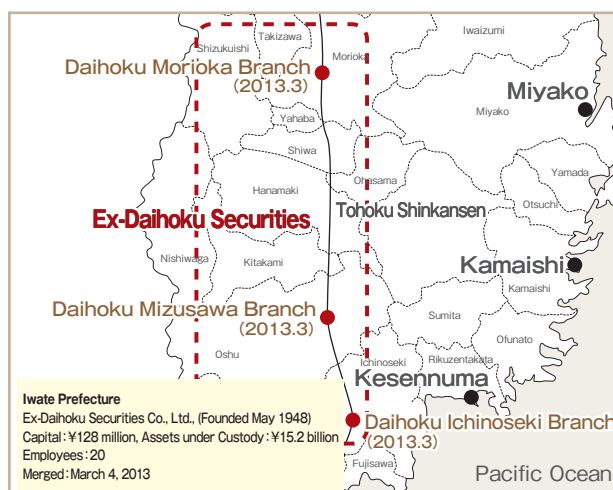 Takizawa
Iwaizumi
Shizukuishi
Morioka
Daihoku Morioka Branch
(2013.3)
Miyako
Miyako
Yahaba
Shiwa
Yamada
Ohasama
Hanamaki
Otsuchi
Ex-Daihoku Securities
Tohoku Shinkansen
Nishiwaga
Kitakami
Kamaishi
Kamaishi
Daihoku Mizusawa Branch
(2013.3)
Sumita
Ofunato
Oshu
Ichinoseki
Rikuzentakata
Kesennuma
Iwate Prefecture
Ex-Daihoku Securities Co., Ltd., (Founded May 1948)
Capital：¥128 million, Assets under Custody：¥15.2 billion
Employees：20
Merged：March 4, 2013
Daihoku Ichinoseki Branch
(2013.3)
Fujisawa
Pacific Ocean